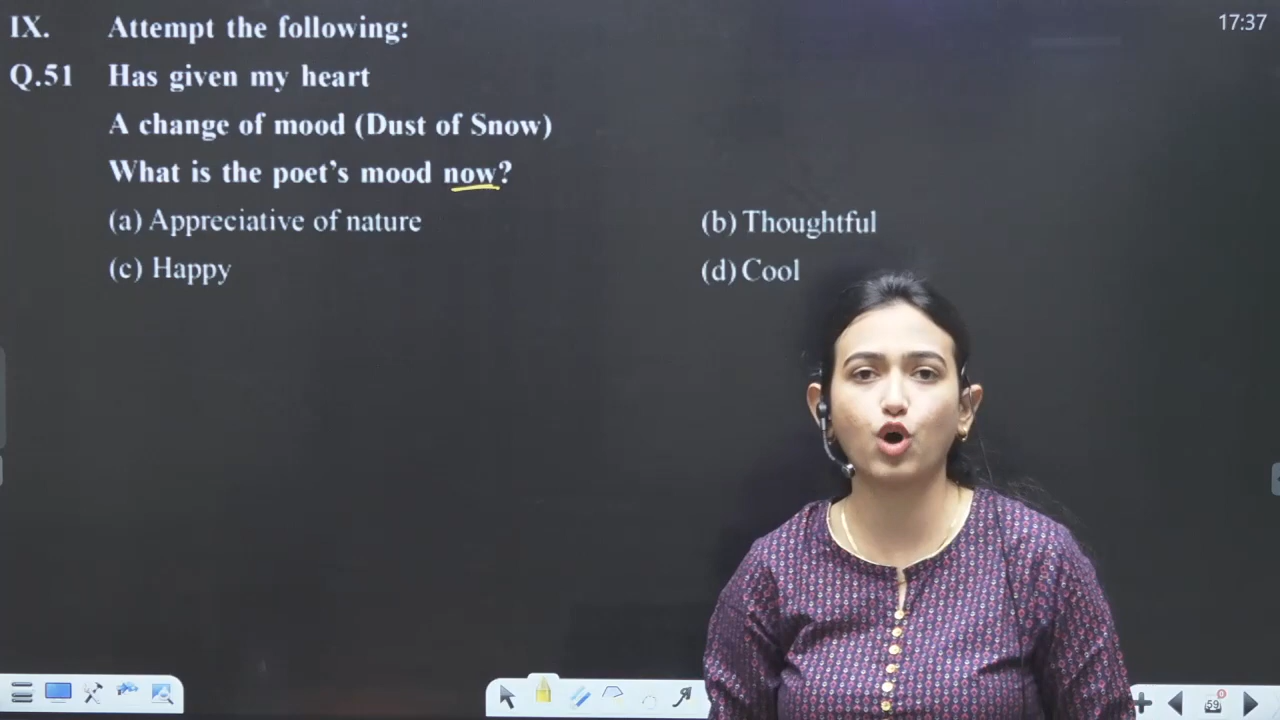 17:37
IX. Attempt the following:
Q.51 Has given my heart
A change of mood (Dust of Snow)
What is the poet's mood now?
(a) Appreciative of nature (b) Thoughtful
(c) Happy (d) Cool
59